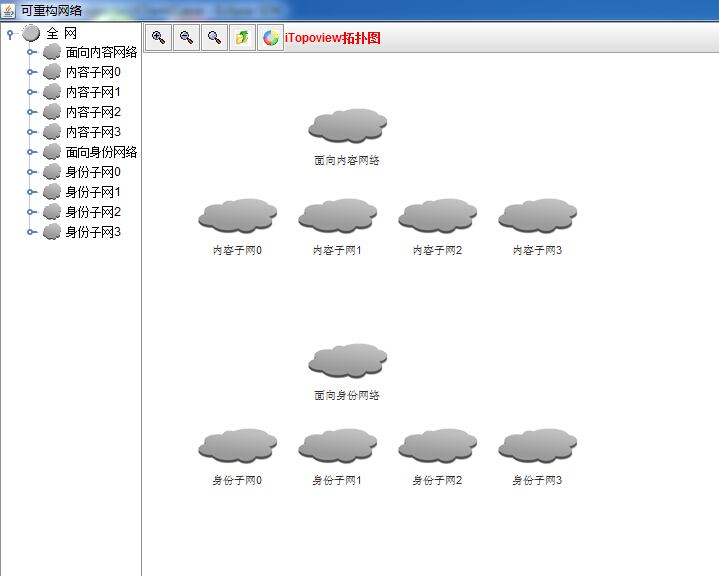 可重构网络
全 网
面向内容网络
内容子网0
内容子网1
内容子网2
内容子网3
面向身份网络
身份子网0
身份子网1
身份子网2
身份子网3
iTopoview拓扑图
面向内容网络
内容子网0 内容子网1 内容子网2 内容子网3
面向身份网络
身份子网0 身份子网1 身份子网2 身份子网3